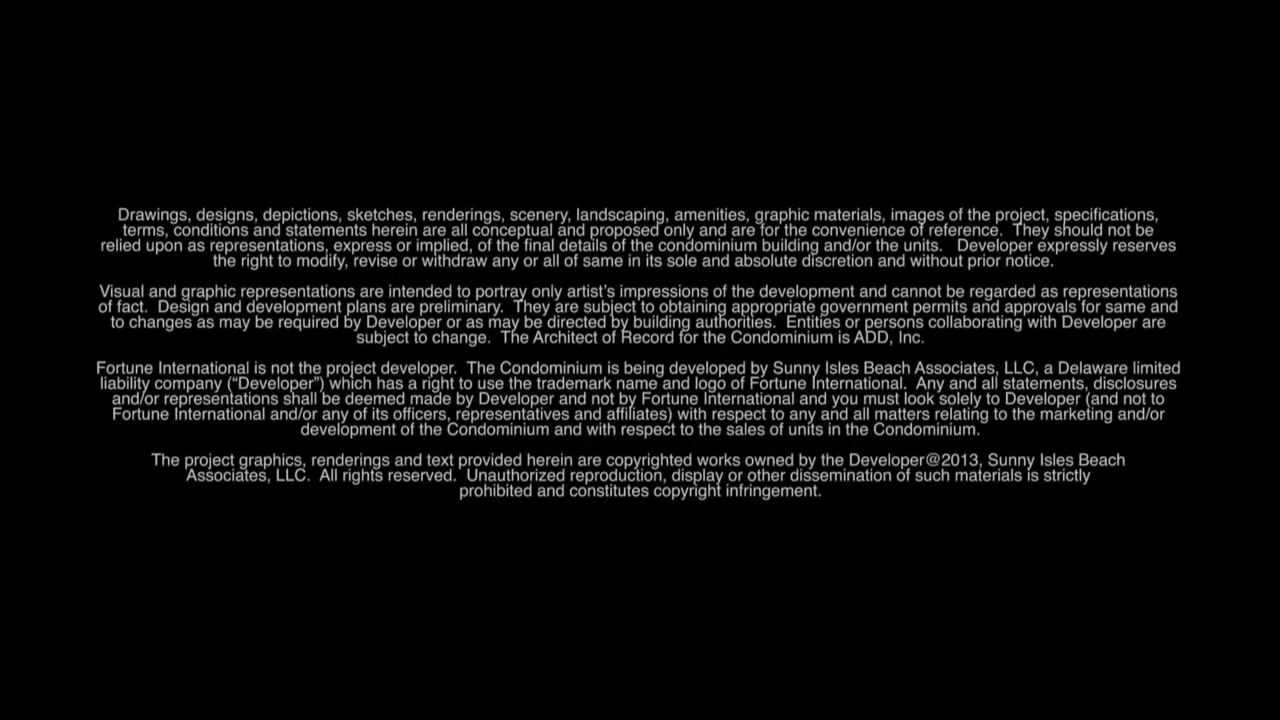 Drawings, designs, depictions, sketches, renderings, scenery, landscaping, amenities, graphic materials, images of the project, specifications,
terms, conditions and statements herein are all conceptual and proposed only and are for the convenience of reference.  They should not be
relied upon as representations, express or implied, of the final details of the condominium building and/or the units.   Developer expressly reserves
the right to modify, revise or withdraw any or all of same in its sole and absolute discretion and without prior notice.
Visual and graphic representations are intended to portray only artist's impressions of the development and cannot be regarded as representations
of fact.  Design and development plans are preliminary.  They are subject to obtaining appropriate government permits and approvals for same and
to changes as may be required by Developer or as may be directed by building authorities.  Entities or persons collaborating with Developer are
subject to change.  The Architect of Record for the Condominium is ADD, Inc.
Fortune International is not the project developer.  The Condominium is being developed by Sunny Isles Beach Associates, LLC, a Delaware limited
liability company (“Developer”) which has a right to use the trademark name and logo of Fortune International.  Any and all statements, disclosures
and/or representations shall be deemed made by Developer and not by Fortune International and you must look solely to Developer (and not to
Fortune International and/or any of its officers, representatives and affiliates) with respect to any and all matters relating to the marketing and/or
development of the Condominium and with respect to the sales of units in the Condominium.
The project graphics, renderings and text provided herein are copyrighted works owned by the Developer@2013, Sunny Isles Beach
Associates, LLC.  All rights reserved.  Unauthorized reproduction, display or other dissemination of such materials is strictly
prohibited and constitutes copyright infringement.